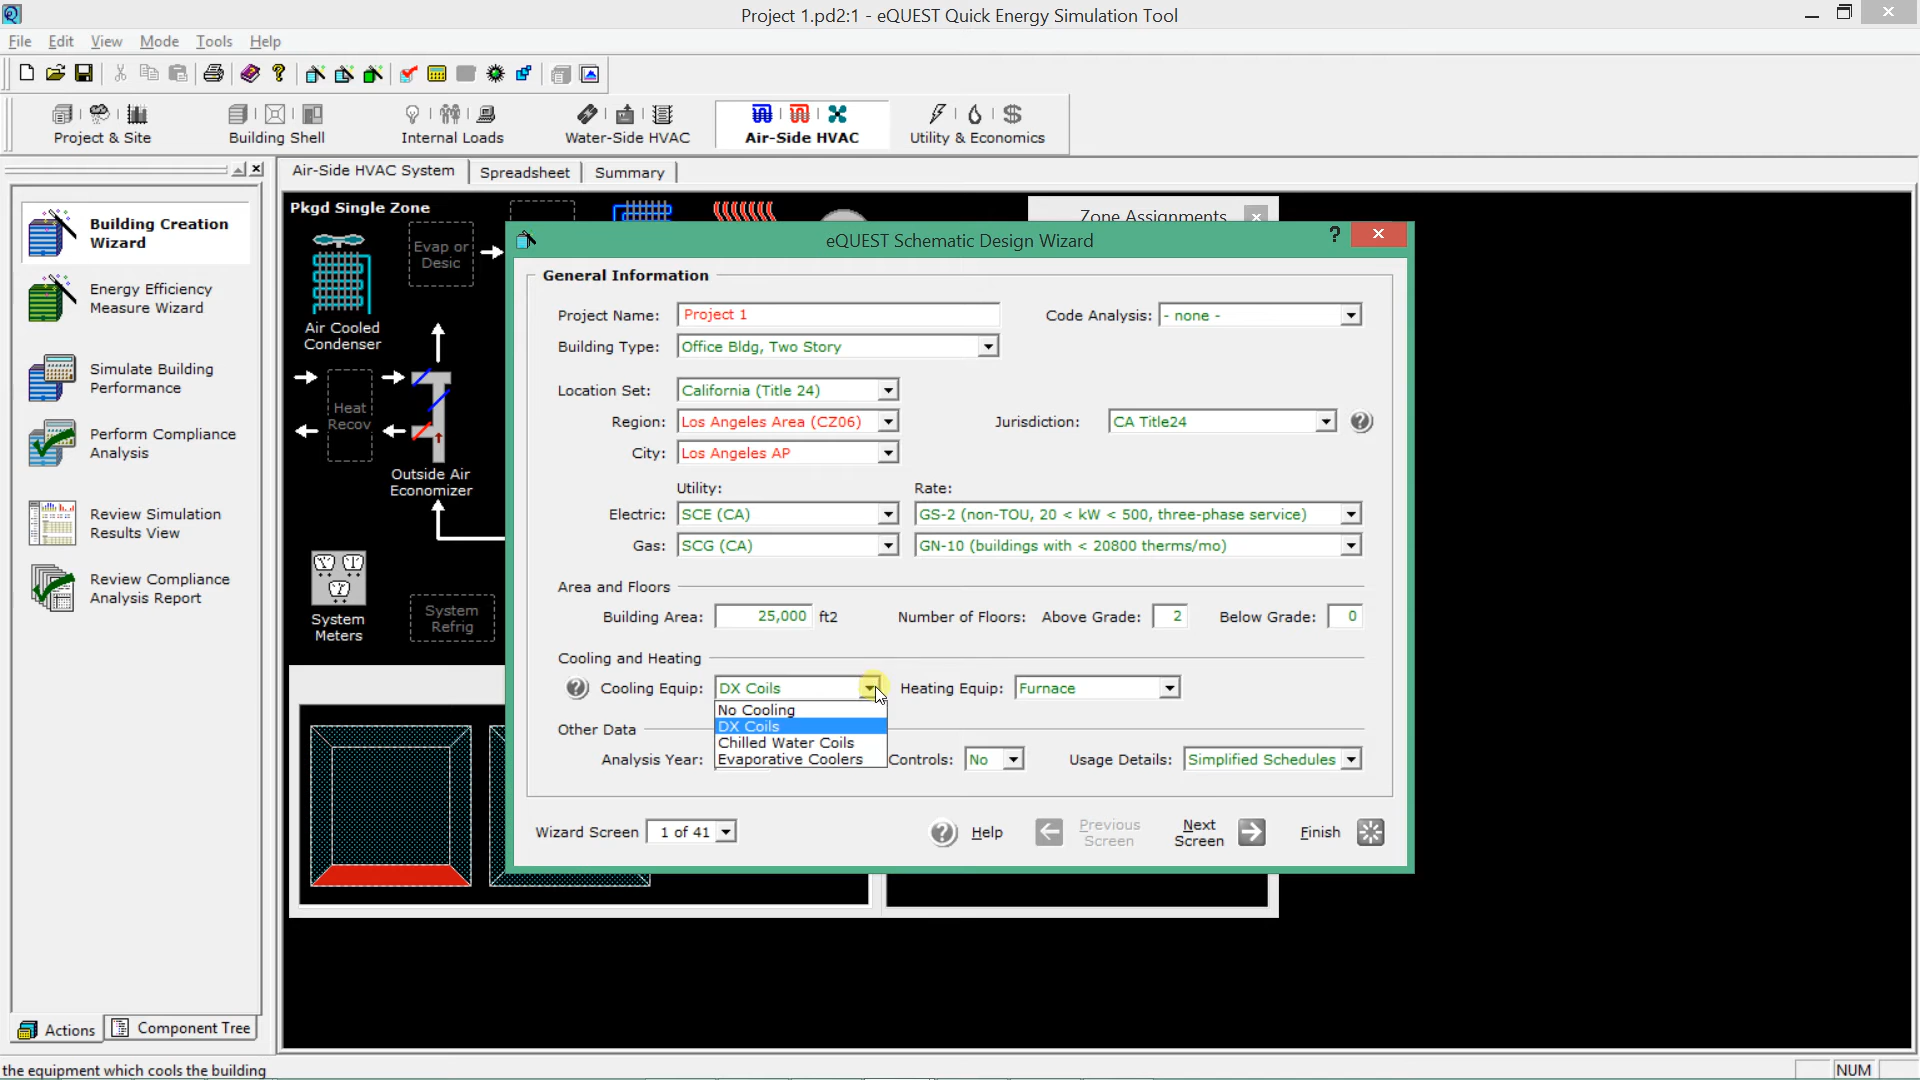 Project 1.pd2:1 - eQUEST Quick Energy Simulation Tool
File Edit View Mode Tools Help
Project & Site
Building Shell
Internal Loads
Water-Side HVAC
Air-Side HVAC
Utility & Economics
Air-Side HVAC System
Spreadsheet
Summary
Building Creation
Wizard
Energy Efficiency
Measure Wizard
Simulate Building
Performance
Perform Compliance
Analysis
Review Simulation
Results View
Review Compliance
Analysis Report
Actions
Component Tree
Pkgd Single Zone
Evap or
Desic
Air Cooled
Condenser
Heat
Recov
Outside Air
Economizer
System
Meters
System
Refrig
Zone Assignments
eQUEST Schematic Design Wizard
General Information
Project Name: Project 1
Code Analysis: - none -
Building Type: Office Bldg, Two Story
Location Set: California (Title 24)
Region: Los Angeles Area (CZ06)
Jurisdiction: CA Title24
City: Los Angeles AP
Utility: Rate:
Electric: SCE (CA) GS-2 (non-TOU, 20 < kW < 500, three-phase service)
Gas: SCG (CA) GN-10 (buildings with < 20800 therms/mo)
Area and Floors
Building Area: 25,000 ft2 Number of Floors: Above Grade: 2 Below Grade: 0
Cooling and Heating
Cooling Equip: DX Coils Heating Equip: Furnace
No Cooling
DX Coils
Chilled Water Coils
Evaporative Coolers
Other Data
Analysis Year: Controls: No Usage Details: Simplified Schedules
Wizard Screen 1 of 41
Help
Previous
Screen
Next
Screen
Finish
the equipment which cools the building
NUM